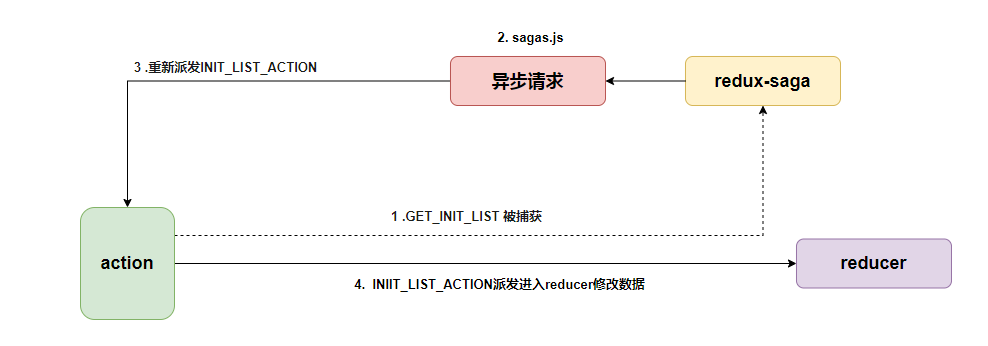 2. sagas.js
3 .重新派发INIT_LIST_ACTION
异步请求
redux-saga
1 .GET_INIT_LIST 被捕获
action
reducer
4. INIIT_LIST_ACTION派发进入reducer修改数据